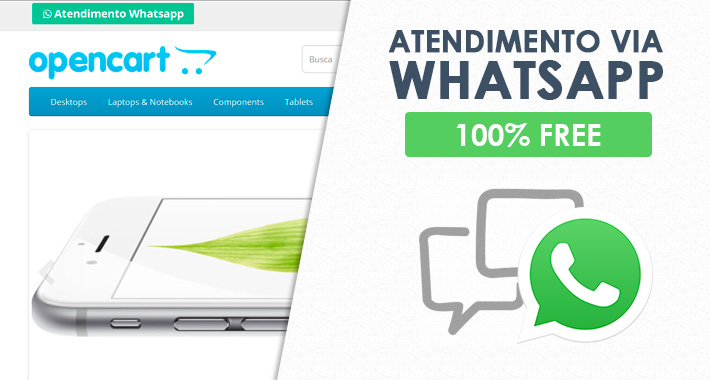 Atendimento Whatsapp
opencart
Busca
Desktops Laptops & Notebooks Components Tablets
ATENDIMENTO VIA
WHATSAPP
100% FREE